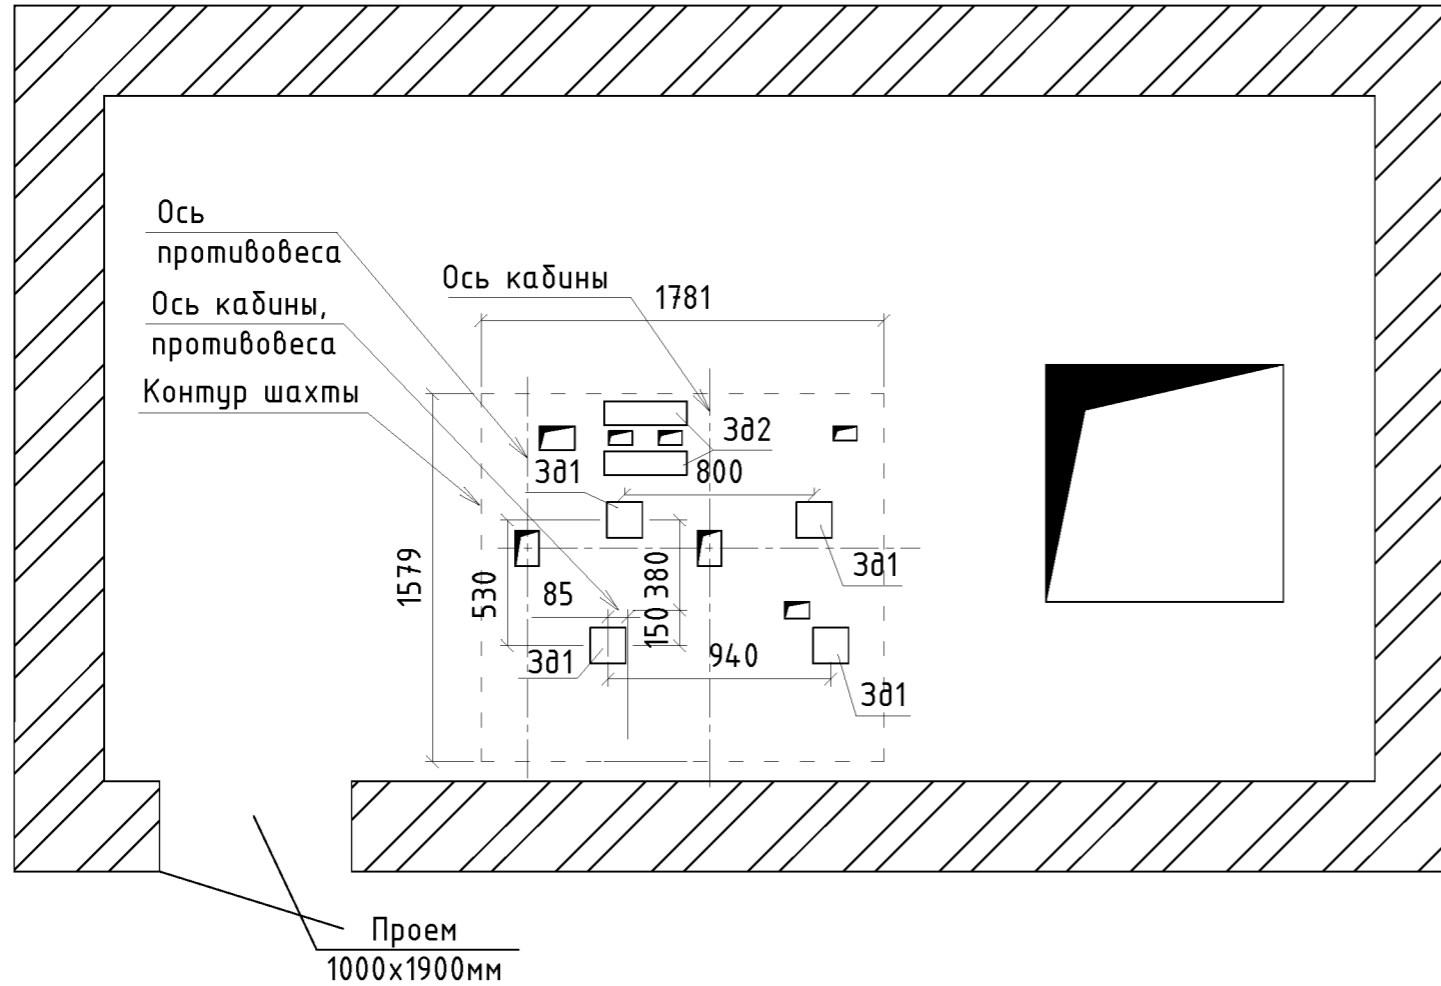 Ось
противовеса
Ось кабины
1781
Ось кабины,
противовеса
Контур шахты
Зд2
Зд1
800
1579
530
85
380
Зд1
150
Зд1
940
Зд1
Проем
1000х1900мм